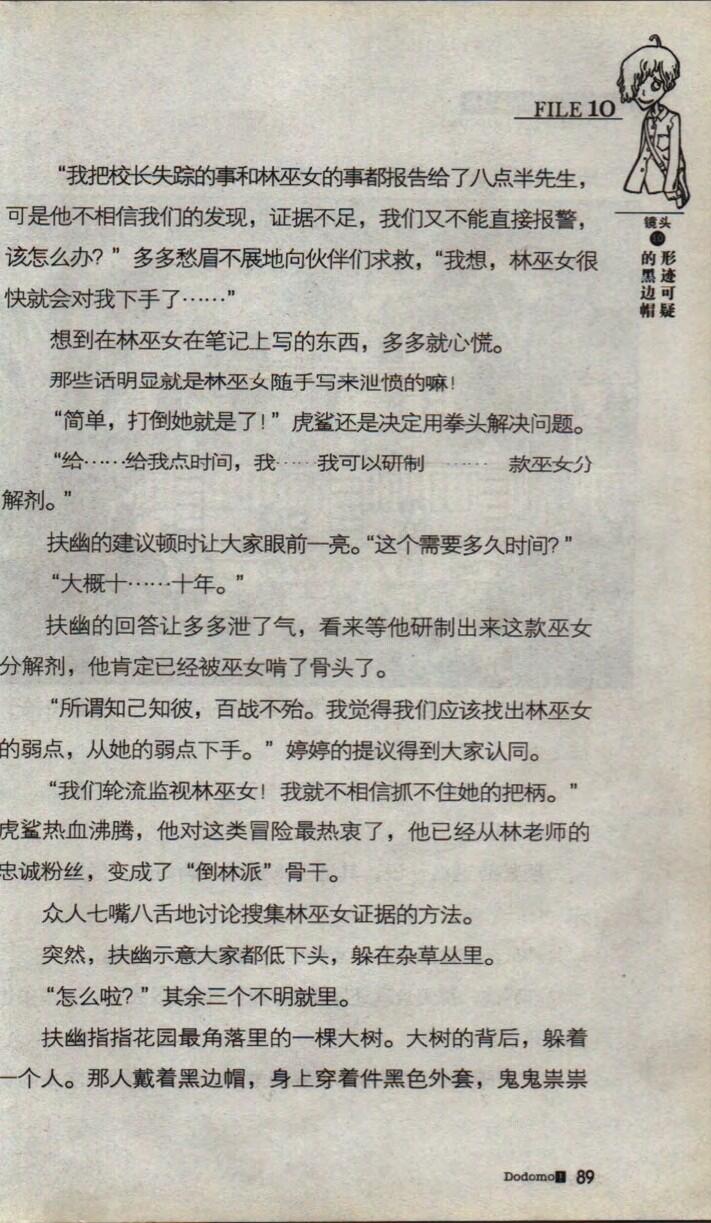 FILE 10
镜头
形迹可疑
的黑边帽
“我把校长失踪的事和林巫女的事都报告给了八点半先生，
可是他不相信我们的发现，证据不足，我们又不能直接报警，
该怎么办？”多多愁眉不展地向伙伴们求救，“我想，林巫女很
快就会对我下手了……”
想到在林巫女在笔记上写的东西，多多就心慌。
那些话明显就是林巫女随手写来泄愤的嘛！
“简单，打倒她就是了！”虎鲨还是决定用拳头解决问题。
“给……给我点时间，我……我可以研制……款巫女分
解剂。”
扶幽的建议顿时让大家眼前一亮。“这个需要多久时间？”
“大概十……十年。”
扶幽的回答让多多泄了气，看来等他研制出来这款巫女
分解剂，他肯定已经被巫女啃了骨头了。
“所谓知己知彼，百战不殆。我觉得我们应该找出林巫女
的弱点，从她的弱点下手。”婷婷的提议得到大家认同。
“我们轮流监视林巫女！我就不相信抓不住她的把柄。”
虎鲨热血沸腾，他对这类冒险最热衷了，他已经从林老师的
忠诚粉丝，变成了“倒林派”骨干。
众人七嘴八舌地讨论搜集林巫女证据的方法。
突然，扶幽示意大家都低下头，躲在杂草丛里。
“怎么啦？”其余三个不明就里。
扶幽指指花园最角落里的一棵大树。大树的背后，躲着
一个人。那人戴着黑边帽，身上穿着件黑色外套，鬼鬼祟祟
Dodomo1 89